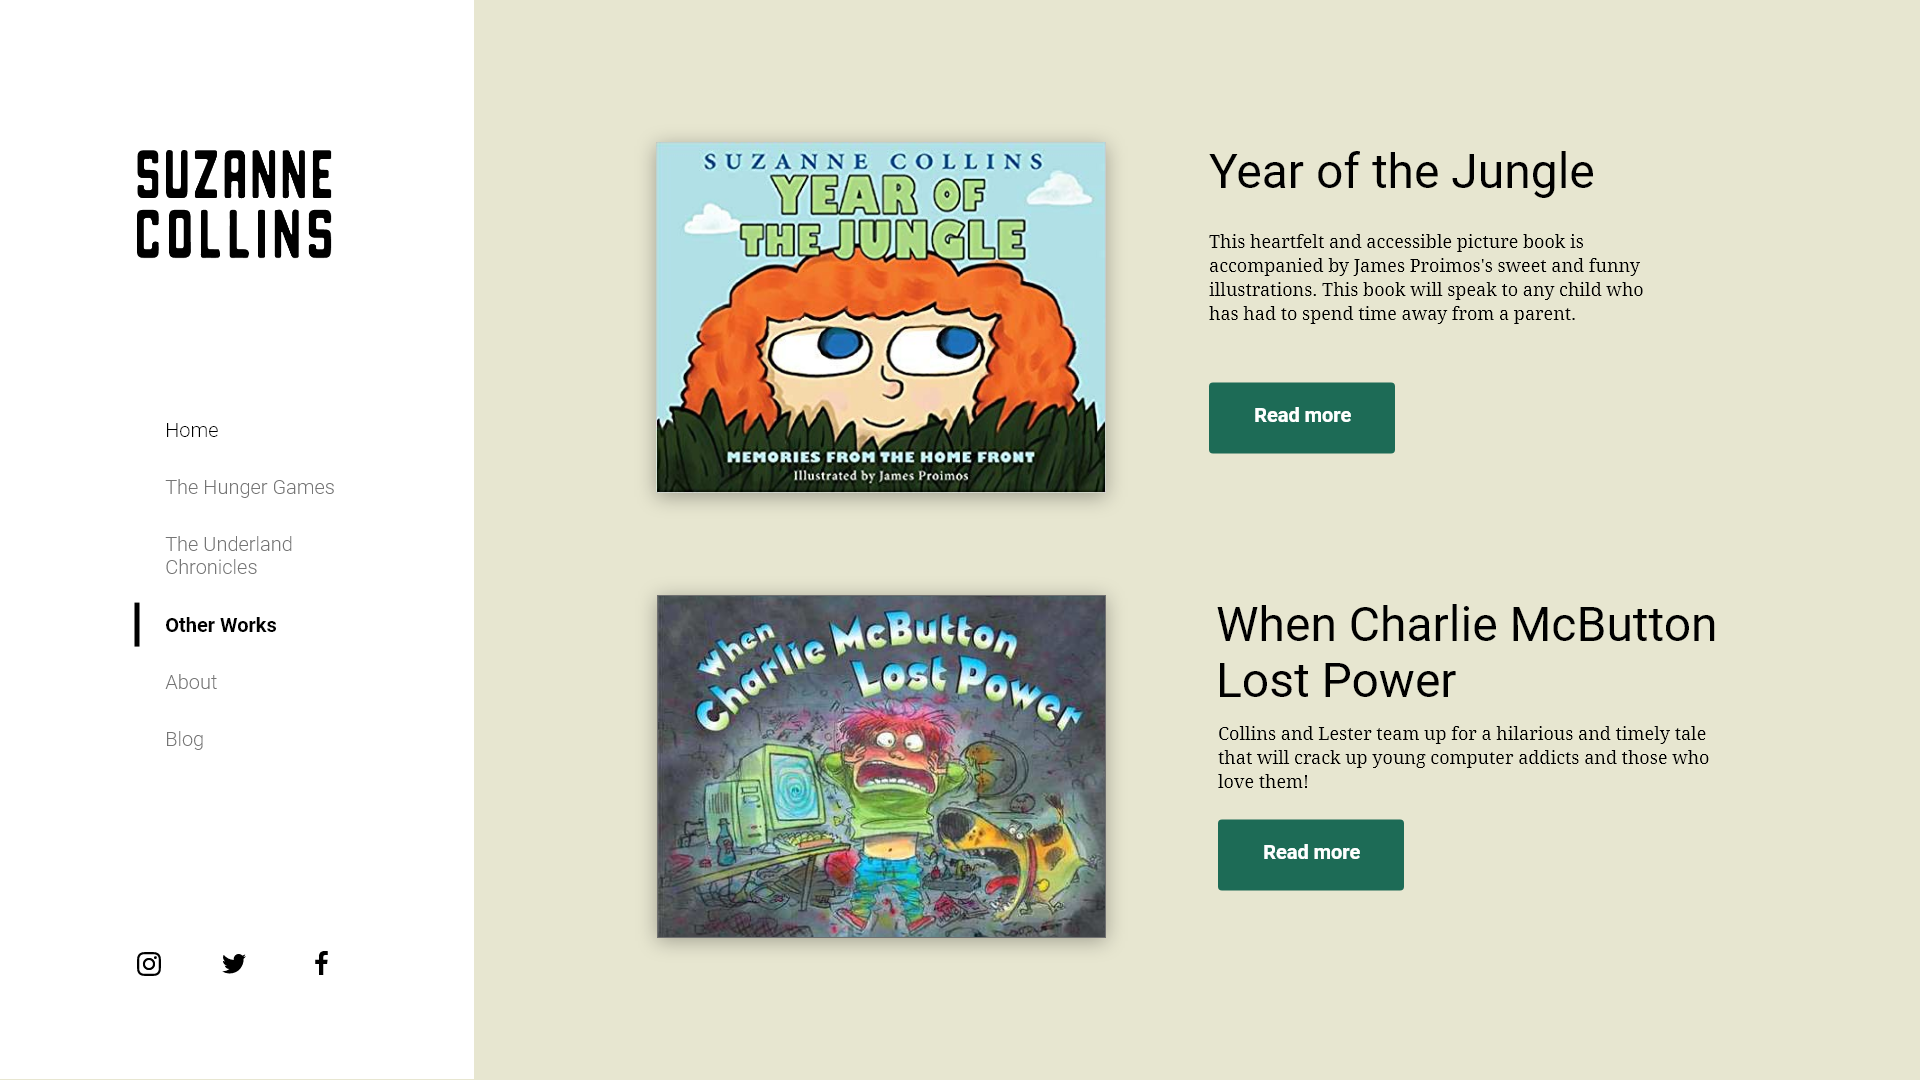 SUZANNE
COLLINS
Home
The Hunger Games
The Underland
Chronicles
Other Works
About
Blog
SUZANNE COLLINS
YEAR OF
THE JUNGLE
MEMORIES FROM THE HOME FRONT
Illustrated by James Proimos
Year of the Jungle
This heartfelt and accessible picture book is
accompanied by James Proimos's sweet and funny
illustrations. This book will speak to any child who
has had to spend time away from a parent.
Read more
When
Charlie McButton
Lost Power
When Charlie McButton
Lost Power
Collins and Lester team up for a hilarious and timely tale
that will crack up young computer addicts and those who
love them!
Read more